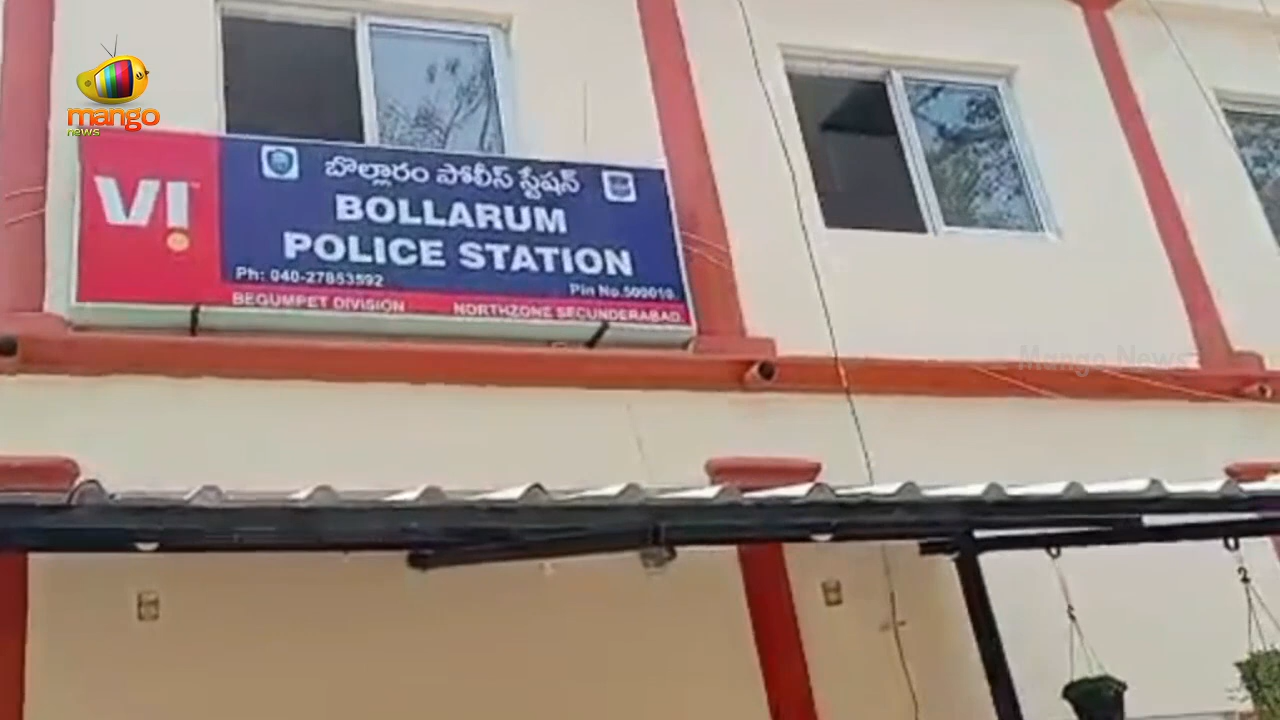 mango
news
VI
బొల్లారం పోలీస్ స్టేషన్
BOLLARUM
POLICE STATION
Ph: 040-27853592
Pin No.500010.
BEGUMPET DIVISION NORTHZONE SECUNDERABAD.
Mango News